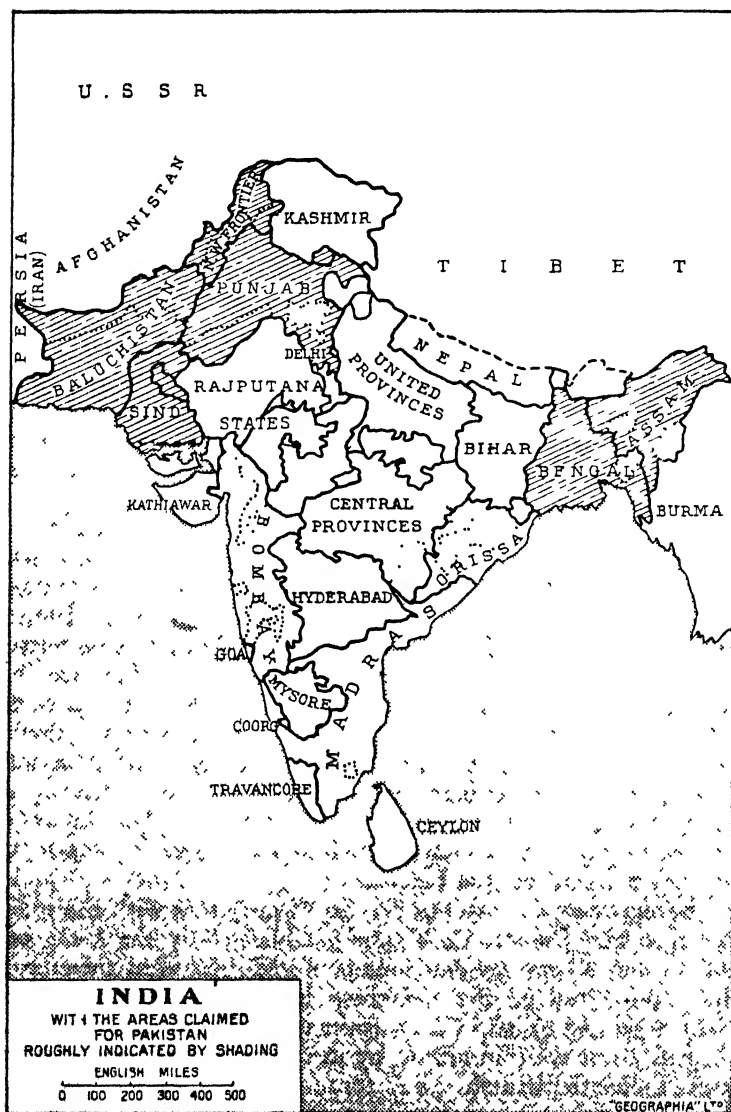 U.S S R
AFGHANISTAN
PERSIA
(IRAN)
N.W. FRONTIER
KASHMIR
T I B E T
PUNJAB
BALUCHISTAN
DELHI
NEPAL
UNITED
PROVINCES
RAJPUTANA
STATES
SIND
ASSAM
BIHAR
BENGAL
KATHIAWAR
CENTRAL
PROVINCES
BURMA
BOMBAY
ORISSA
HYDERABAD
GOA
MYSORE
MADRAS
COORG
TRAVANCORE
CEYLON
INDIA
WITH THE AREAS CLAIMED
FOR PAKISTAN
ROUGHLY INDICATED BY SHADING
ENGLISH MILES
0 100 200 300 400 500
"GEOGRAPHIA" LTD